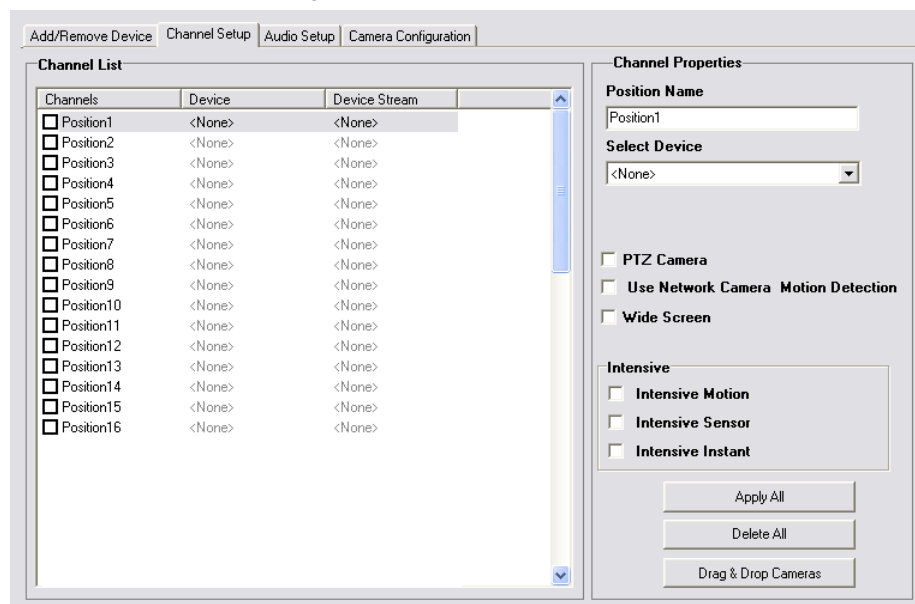 Add/Remove Device Channel Setup Audio Setup Camera Configuration
Channel List
Channels Device Device Stream
Position1 <None> <None>
Position2 <None> <None>
Position3 <None> <None>
Position4 <None> <None>
Position5 <None> <None>
Position6 <None> <None>
Position7 <None> <None>
Position8 <None> <None>
Position9 <None> <None>
Position10 <None> <None>
Position11 <None> <None>
Position12 <None> <None>
Position13 <None> <None>
Position14 <None> <None>
Position15 <None> <None>
Position16 <None> <None>
Channel Properties
Position Name
Position1
Select Device
<None>
PTZ Camera
Use Network Camera Motion Detection
Wide Screen
Intensive
Intensive Motion
Intensive Sensor
Intensive Instant
Apply All
Delete All
Drag & Drop Cameras